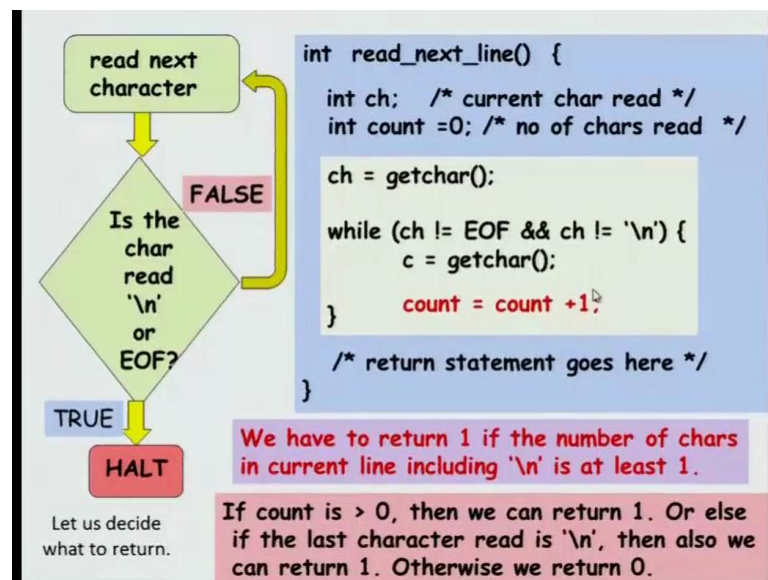 read next
character
FALSE
Is the
char
read
'\n'
or
EOF?
TRUE
HALT
Let us decide
what to return.
int read_next_line() {
int ch; /* current char read */
int count =0; /* no of chars read */
ch = getchar();
while (ch != EOF && ch != '\n') {
c = getchar();
count = count +1;
}
/* return statement goes here */
}
We have to return 1 if the number of chars
in current line including '\n' is at least 1.
If count is > 0, then we can return 1. Or else
if the last character read is '\n', then also we
can return 1. Otherwise we return 0.